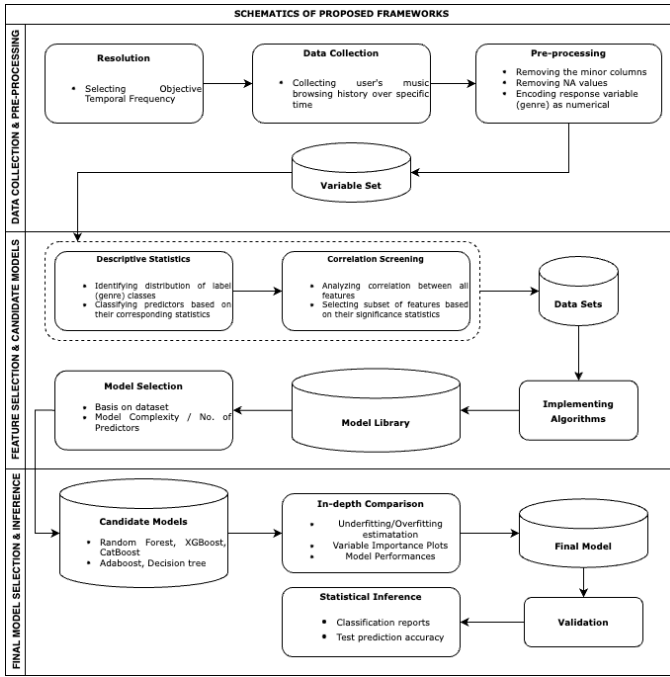 SCHEMATICS OF PROPOSED FRAMEWORKS
DATA COLLECTION & PRE-PROCESSING
Resolution
• Selecting Objective
Temporal Frequency
Data Collection
• Collecting user's music
browsing history over specific
time
Pre-processing
• Removing the minor columns
• Removing NA values
• Encoding response variable
(genre) as numerical
Variable Set
FEATURE SELECTION & CANDIDATE MODELS
Descriptive Statistics
• Identifying distribution of label
(genre) classes
• Classifying predictors based on
their corresponding statistics
Correlation Screening
• Analyzing correlation between all
features
• Selecting subset of features based
on their significance statistics
Data Sets
Model Selection
• Basis on dataset
• Model Complexity / No. of
Predictors
Model Library
Implementing
Algorithms
FINAL MODEL SELECTION & INFERENCE
Candidate Models
• Random Forest, XGBoost,
CatBoost
• Adaboost, Decision tree
In-depth Comparison
• Underfitting/Overfitting
estimatation
• Variable Importance Plots
• Model Performances
Final Model
Statistical Inference
• Classification reports
• Test prediction accuracy
Validation